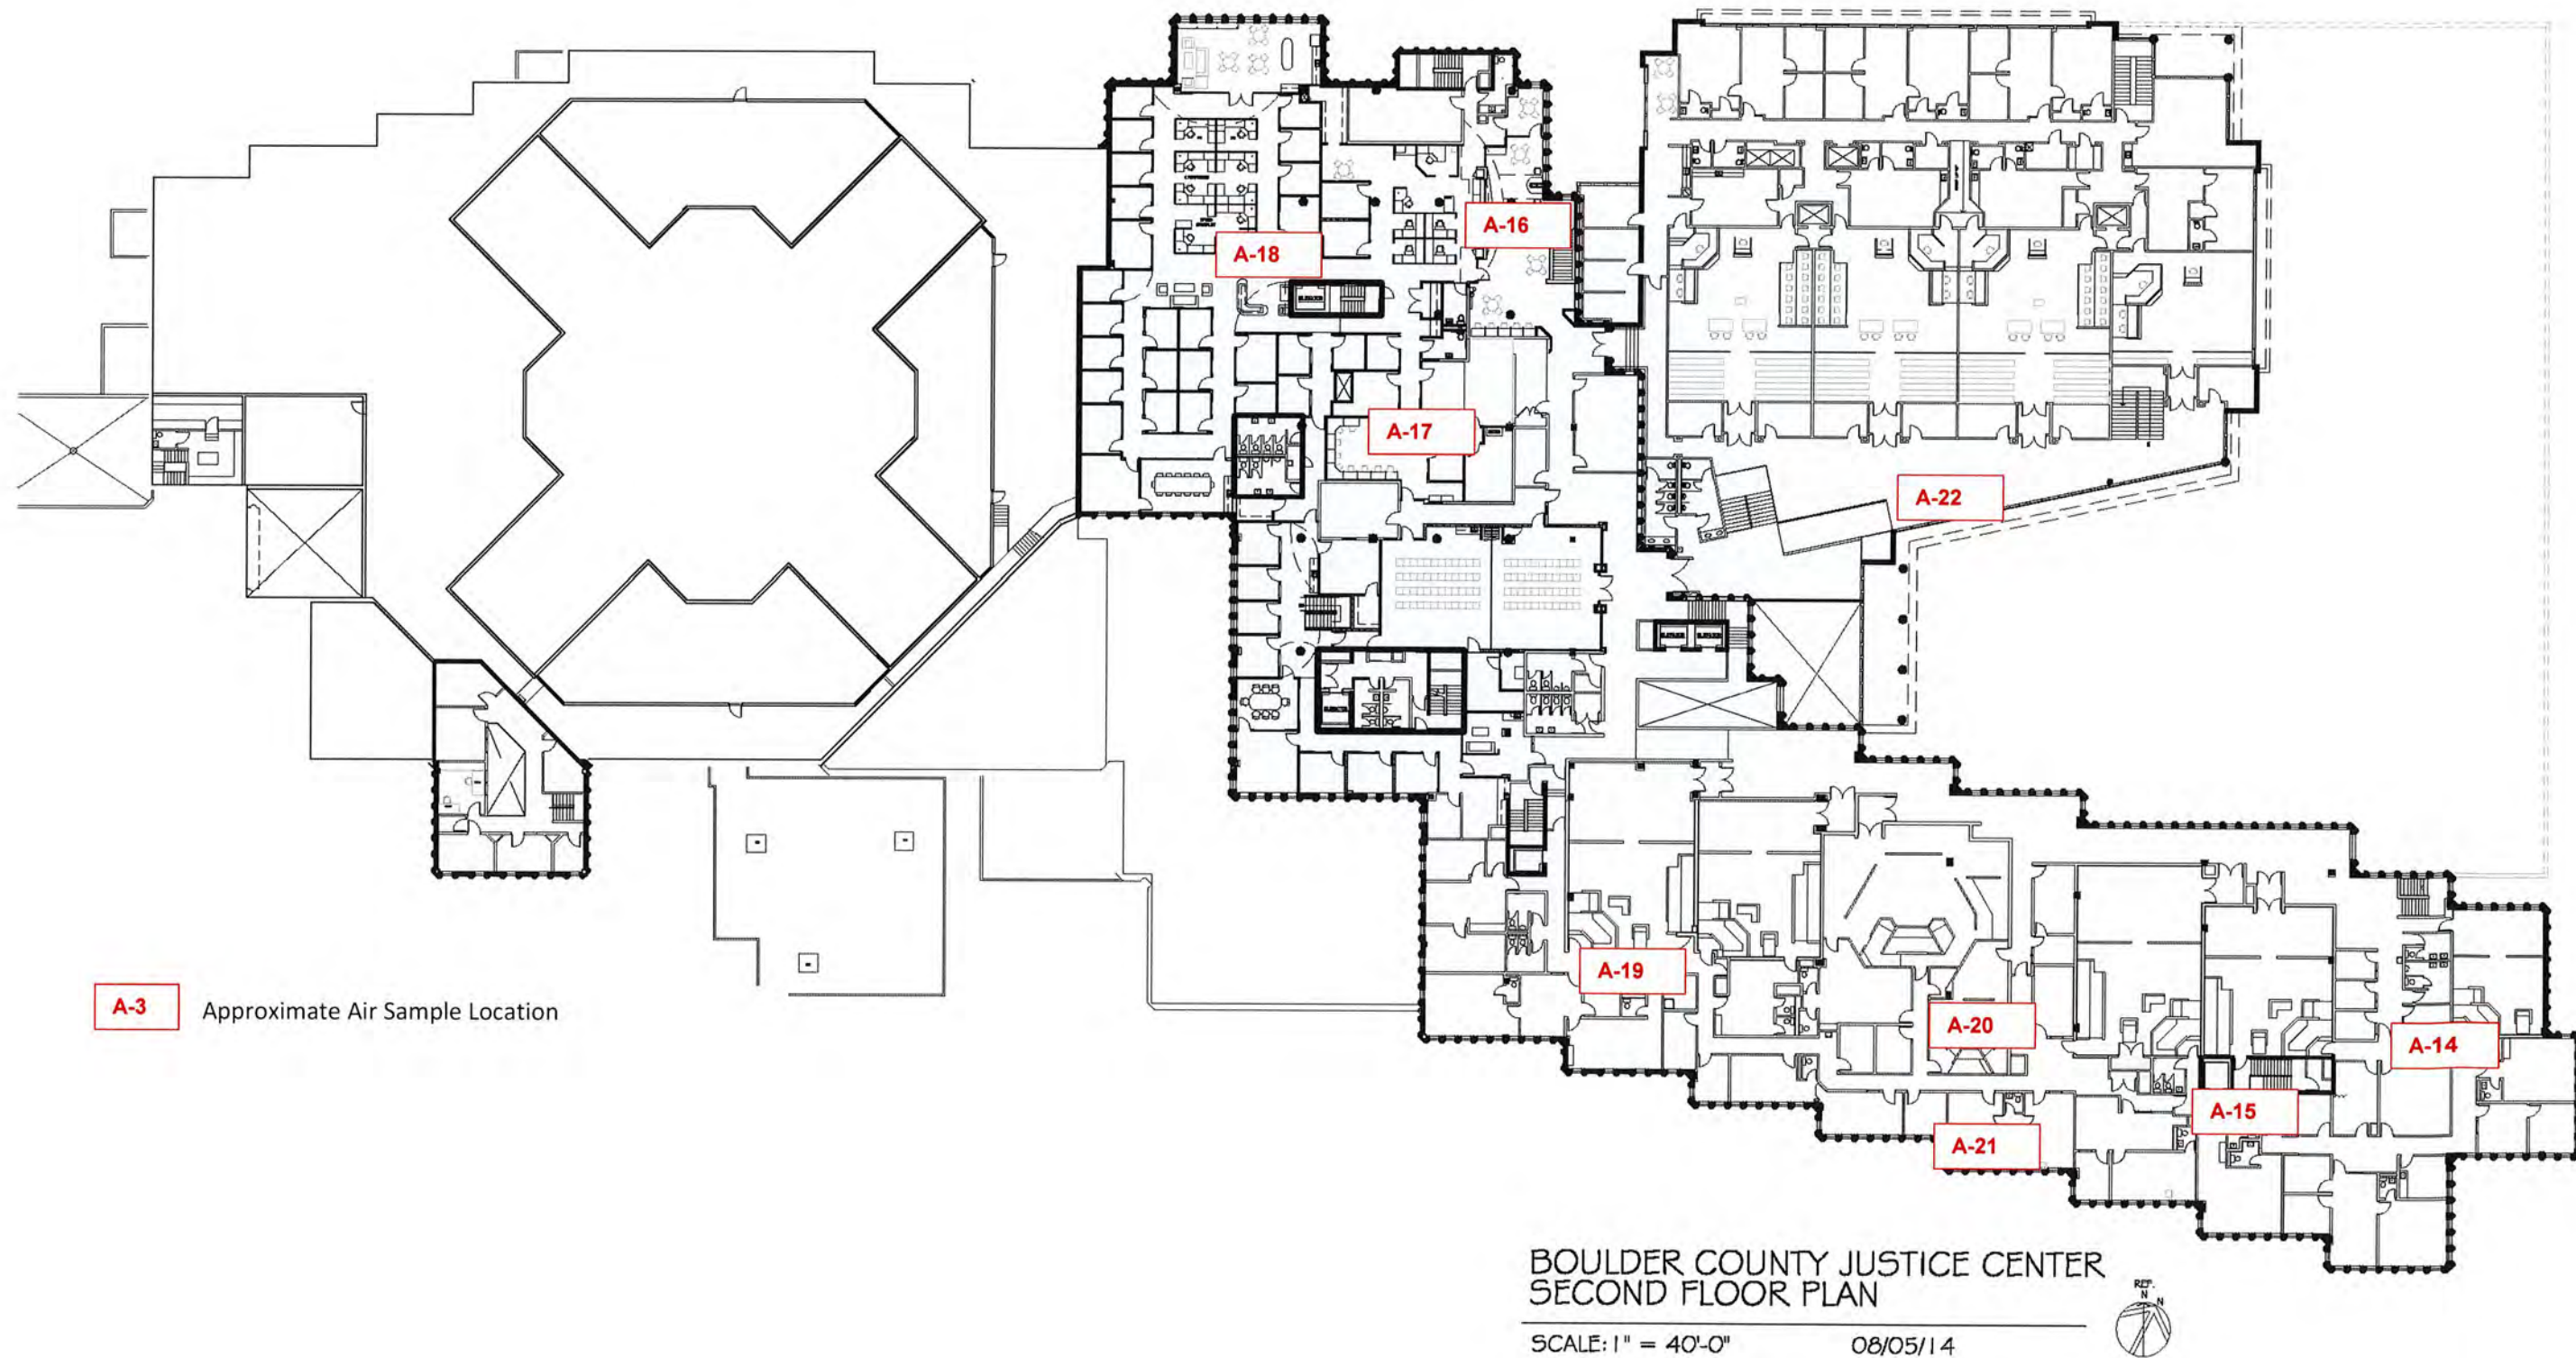 A-16
A-18
A-17
A-22
A-19
A-3 Approximate Air Sample Location
A-20
A-14
A-15
A-21
BOULDER COUNTY JUSTICE CENTER
SECOND FLOOR PLAN
REF.
N
N
SCALE: 1" = 40'-0" 08/05/14